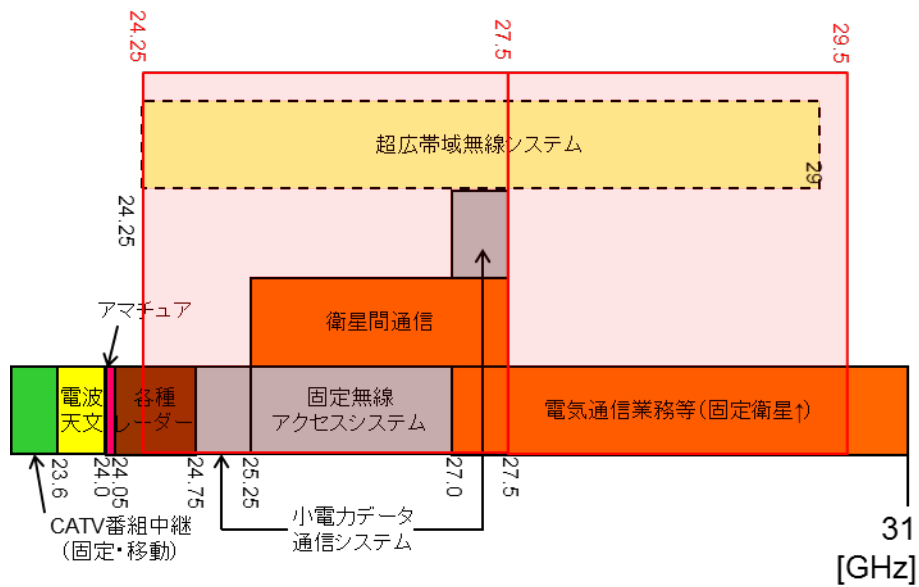 24.25
27.5
29.5
超広帯域無線システム
29
24.25
アマチュア
衛星間通信
電波
天文
各種
レーダー
固定無線
アクセスシステム
電気通信業務等(固定衛星↑)
23.6
24.0
24.05
24.75
25.25
27.0
27.5
CATV番組中継
(固定・移動)
小電力データ
通信システム
31
[GHz]